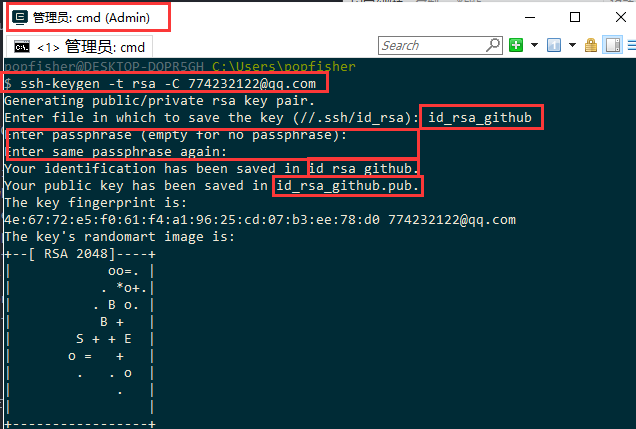 管理员: cmd (Admin)
<1> 管理员: cmd
Search
popfisher@DESKTOP-DOPR5GH C:\Users\popfisher
$ ssh-keygen -t rsa -C 774232122@qq.com
Generating public/private rsa key pair.
Enter file in which to save the key (//.ssh/id_rsa): id_rsa_github
Enter passphrase (empty for no passphrase):
Enter same passphrase again:
Your identification has been saved in id_rsa_github.
Your public key has been saved in id_rsa_github.pub.
The key fingerprint is:
4e:67:72:e5:f0:61:f4:a1:96:25:cd:07:b3:ee:78:d0 774232122@qq.com
The key's randomart image is:
+--[ RSA 2048]----+
|            oo=. |
|           . *o+.|
|          . B o. |
|           B +   |
|        S + + E  |
|       o =   +   |
|        .  . o   |
|             .   |
|                 |
+-----------------+